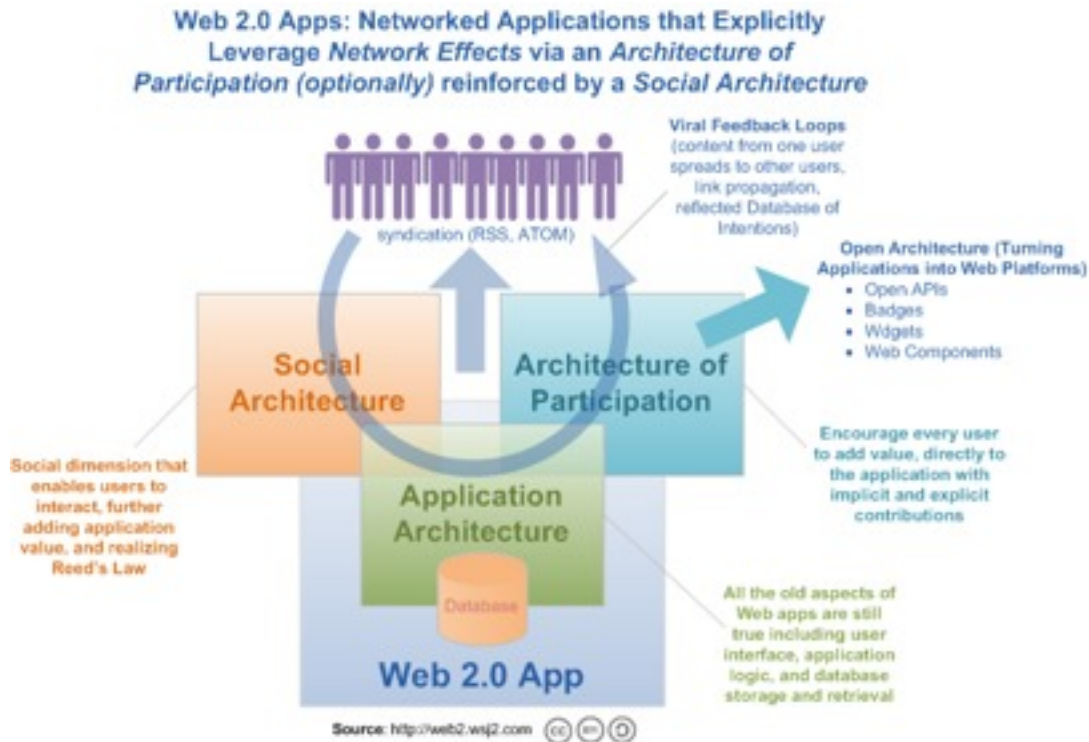 Web 2.0 Apps: Networked Applications that Explicitly
Leverage Network Effects via an Architecture of
Participation (optionally) reinforced by a Social Architecture
Viral Feedback Loops
(content from one user
spreads to other users,
link propagation,
reflected Database of
Intentions)
syndication (RSS, ATOM)
Open Architecture (Turning
Applications into Web Platforms)
• Open APIs
• Badges
• Wdgets
• Web Components
Social
Architecture
Architecture of
Participation
Social dimension that
enables users to
interact, further
adding application
value, and realizing
Reed's Law
Encourage every user
to add value, directly to
the application with
implicit and explicit
contributions
Application
Architecture
Database
All the old aspects of
Web apps are still
true including user
interface, application
logic, and database
storage and retrieval
Web 2.0 App
Source: http://web2.wsj2.com
cc